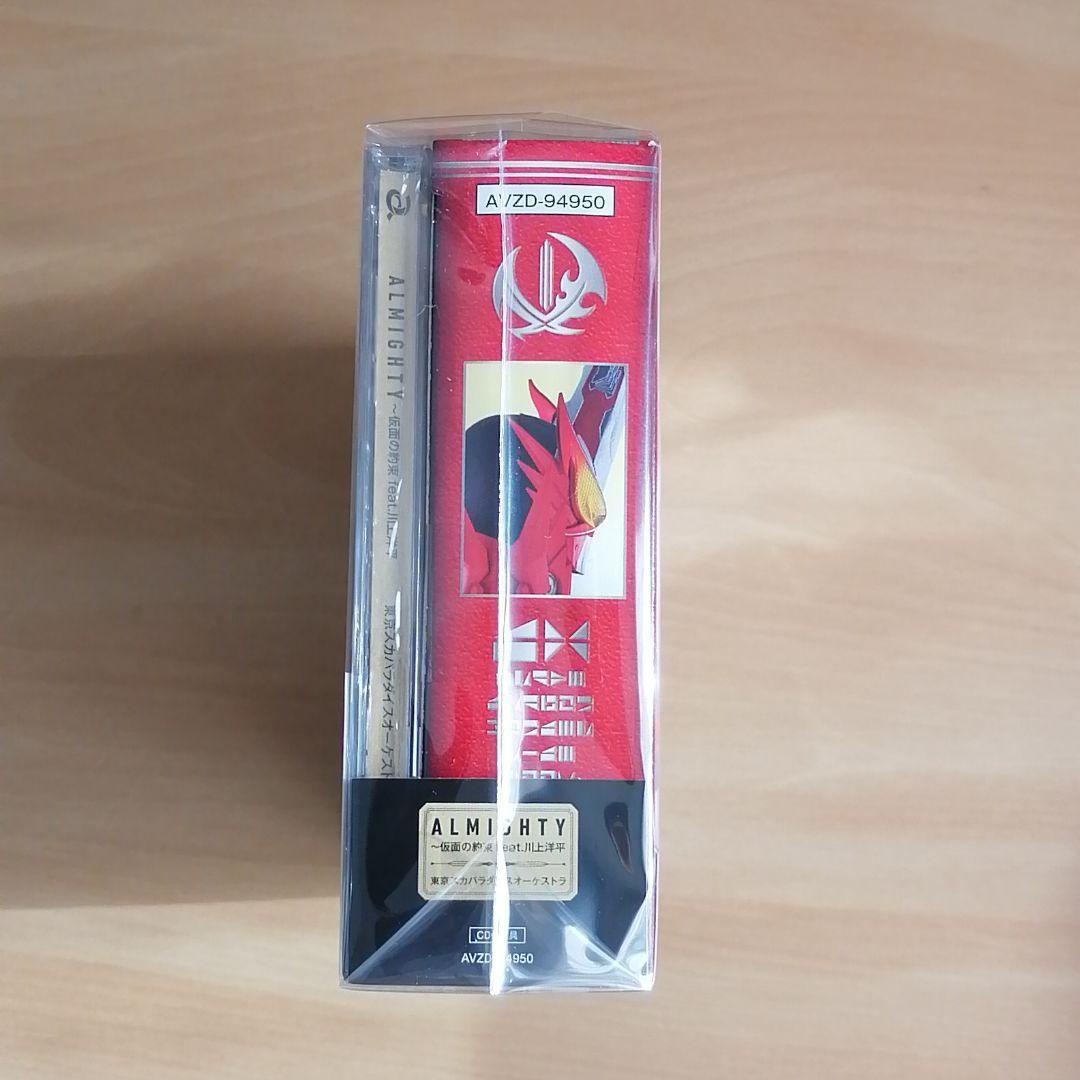 ALMIGHTY～仮面の約束 feat.川上洋平
東京スカパラダイスオーケスト
AVZD-94950
ALMIGHTY
～仮面の約束 feat.川上洋平
東京スカパラダイスオーケストラ
AVZD-94950